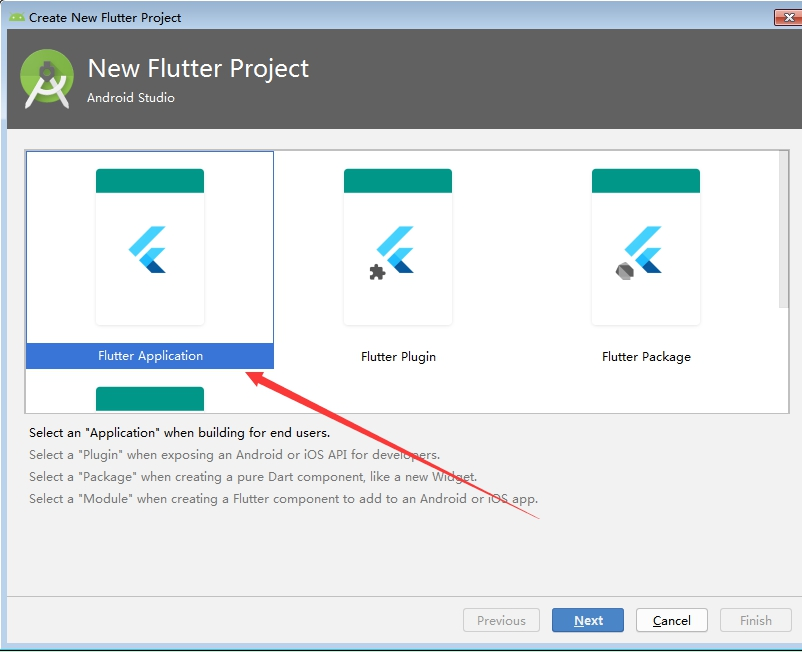 Create New Flutter Project
New Flutter Project
Android Studio
Flutter Application
Flutter Plugin
Flutter Package
Select an "Application" when building for end users.
Select a "Plugin" when exposing an Android or iOS API for developers.
Select a "Package" when creating a pure Dart component, like a new Widget.
Select a "Module" when creating a Flutter component to add to an Android or iOS app.
Previous
Next
Cancel
Finish